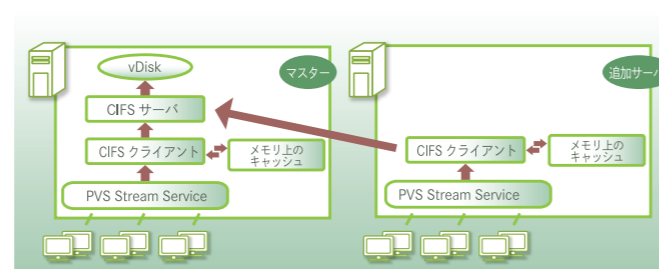 vDisk
マスター
CIFS サーバ
CIFS クライアント
メモリ上の
キャッシュ
PVS Stream Service
追加サーバ
CIFS クライアント
メモリ上の
キャッシュ
PVS Stream Service